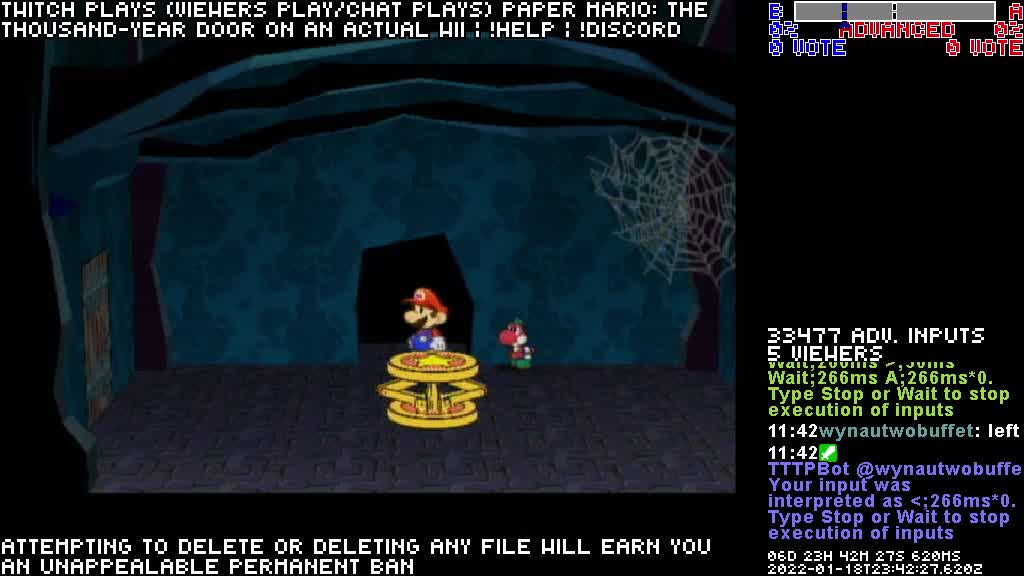 TWITCH PLAYS (VIEWERS PLAY/CHAT PLAYS) PAPER MARIO: THE
THOUSAND-YEAR DOOR ON AN ACTUAL WII ¦ !HELP ¦ !DISCORD
B A
0% ADVANCED 0%
0 VOTE 0 VOTE
33477 ADV. INPUTS
5 VIEWERS
Wait;266ms A;266ms*0.
Type Stop or Wait to stop
execution of inputs
11:42wynautwobuffet: left
11:42
TTTPBot @wynautwobuffe
Your input was
interpreted as <;266ms*0.
Type Stop or Wait to stop
execution of inputs
06D 23H 42M 27S 620MS
2022-01-18T23:42:27.620Z
ATTEMPTING TO DELETE OR DELETING ANY FILE WILL EARN YOU
AN UNAPPEALABLE PERMANENT BAN